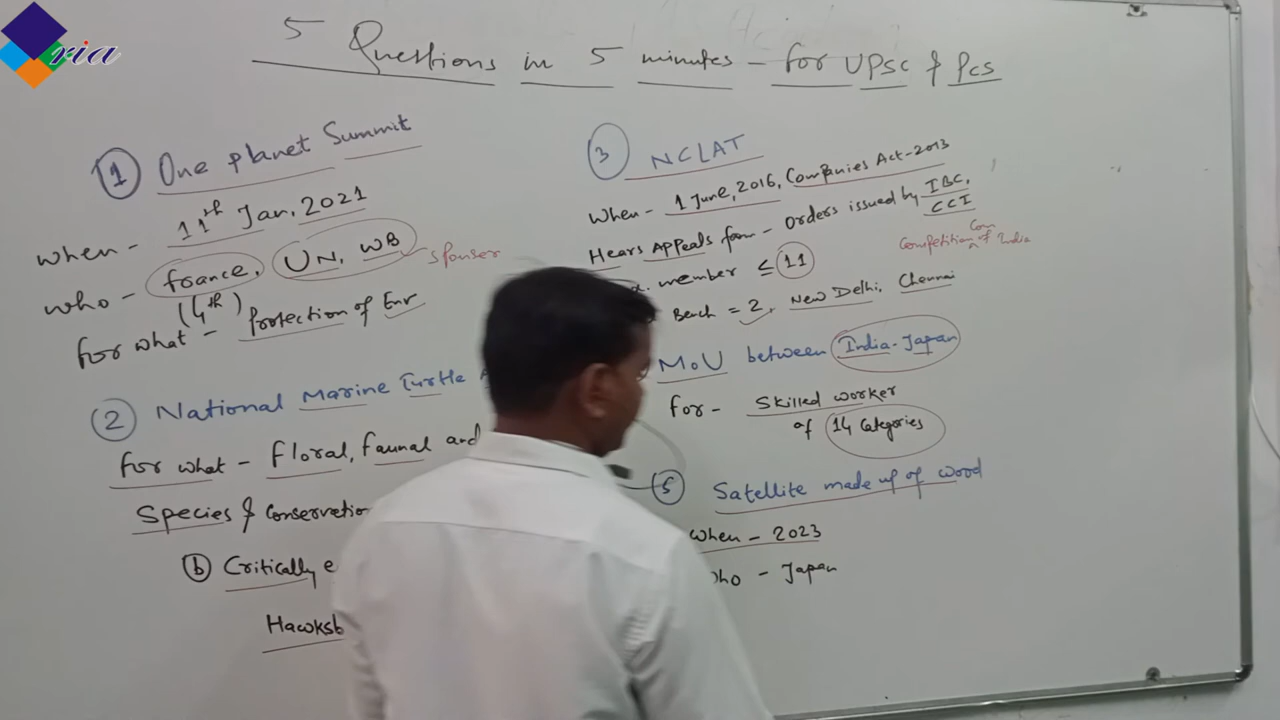 ria
5 Questions in 5 minutes - for UPSC & PCS
① One planet Summit
when - 11th Jan, 2021
who - france, UN, WB sponser
(4th)
for what - Protection of Env
② National Marine Turtle
for what - floral, faunal and
Species & conservation
ⓑ Critically
Hawksb
③ NCLAT
when - 1 June, 2016, Companies Act-2013
Hears Appeals from - Orders issued by IBC,
CCI
Competition Com of India
member ≤ 11
Bench = 2, New Delhi, Chennai
MoU between India-Japan
for - Skilled worker
of 14 Categories
⑤ Satellite made up of wood
when - 2023
who - Japan